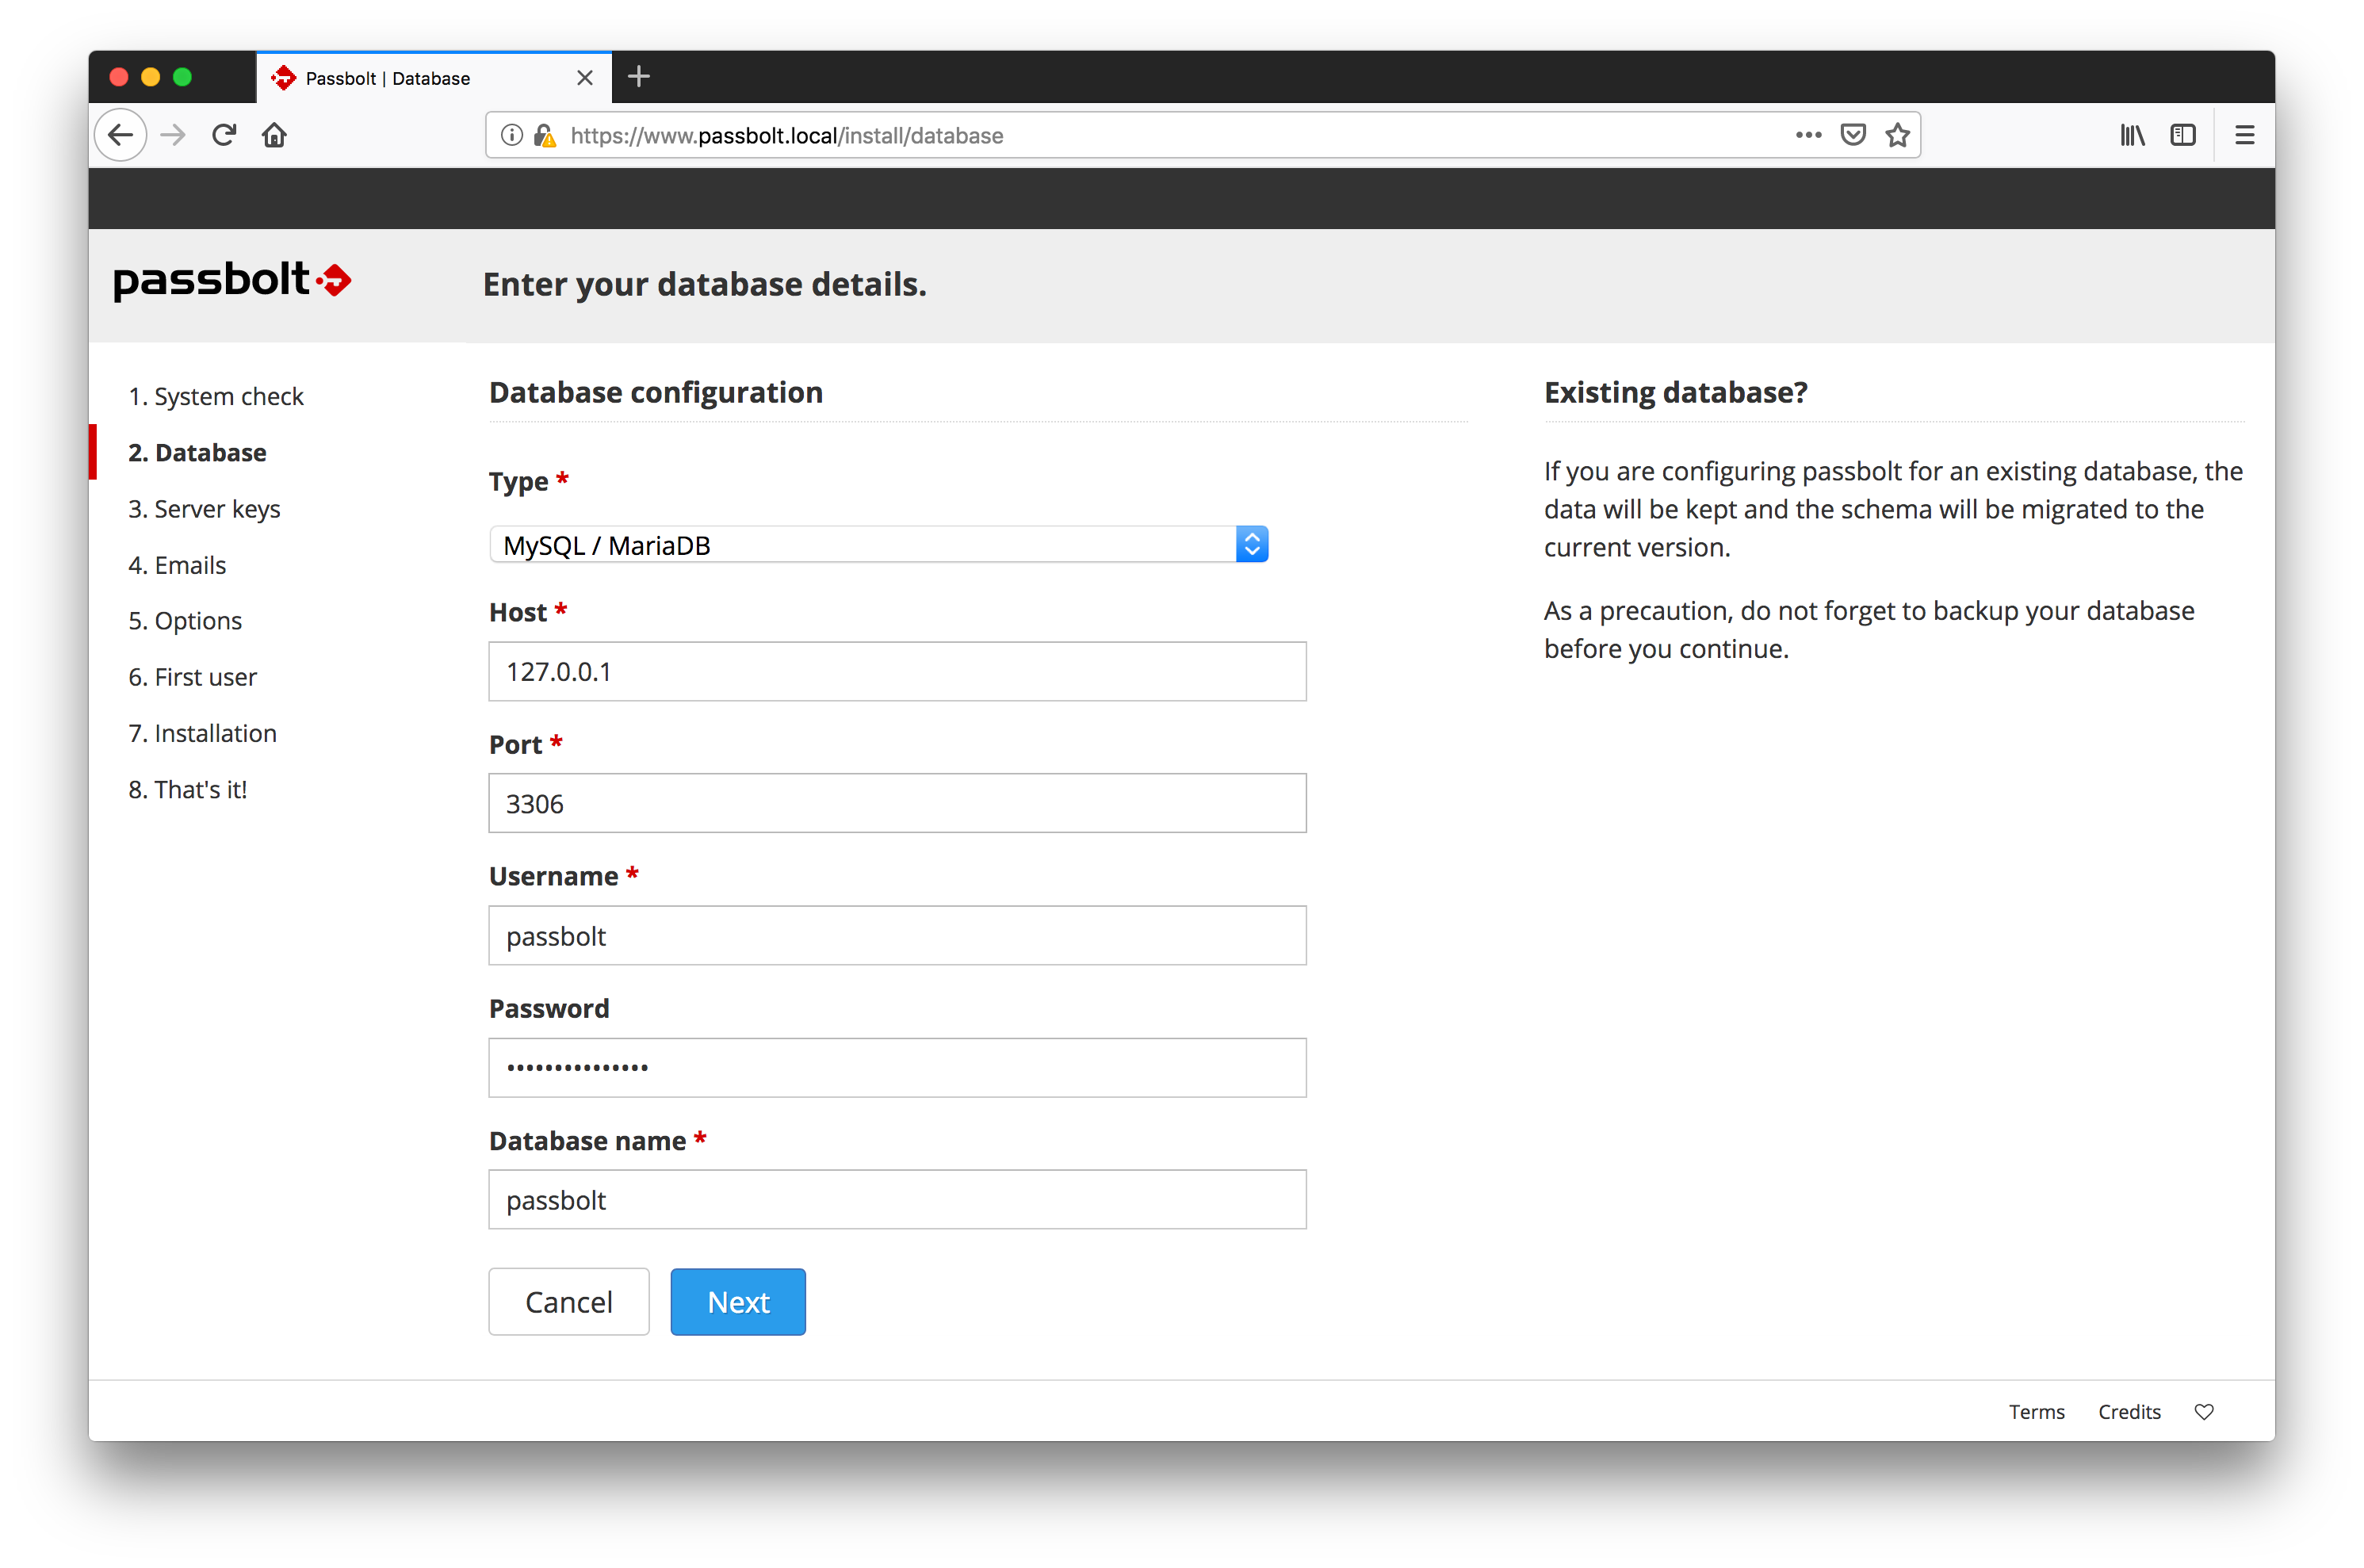 Passbolt | Database
https://www.passbolt.local/install/database
passbolt
Enter your database details.
1. System check
2. Database
3. Server keys
4. Emails
5. Options
6. First user
7. Installation
8. That's it!
Database configuration
Type *
MySQL / MariaDB
Host *
127.0.0.1
Port *
3306
Username *
passbolt
Password
•••••••••••••••
Database name *
passbolt
Cancel
Next
Existing database?
If you are configuring passbolt for an existing database, the
data will be kept and the schema will be migrated to the
current version.
As a precaution, do not forget to backup your database
before you continue.
Terms
Credits